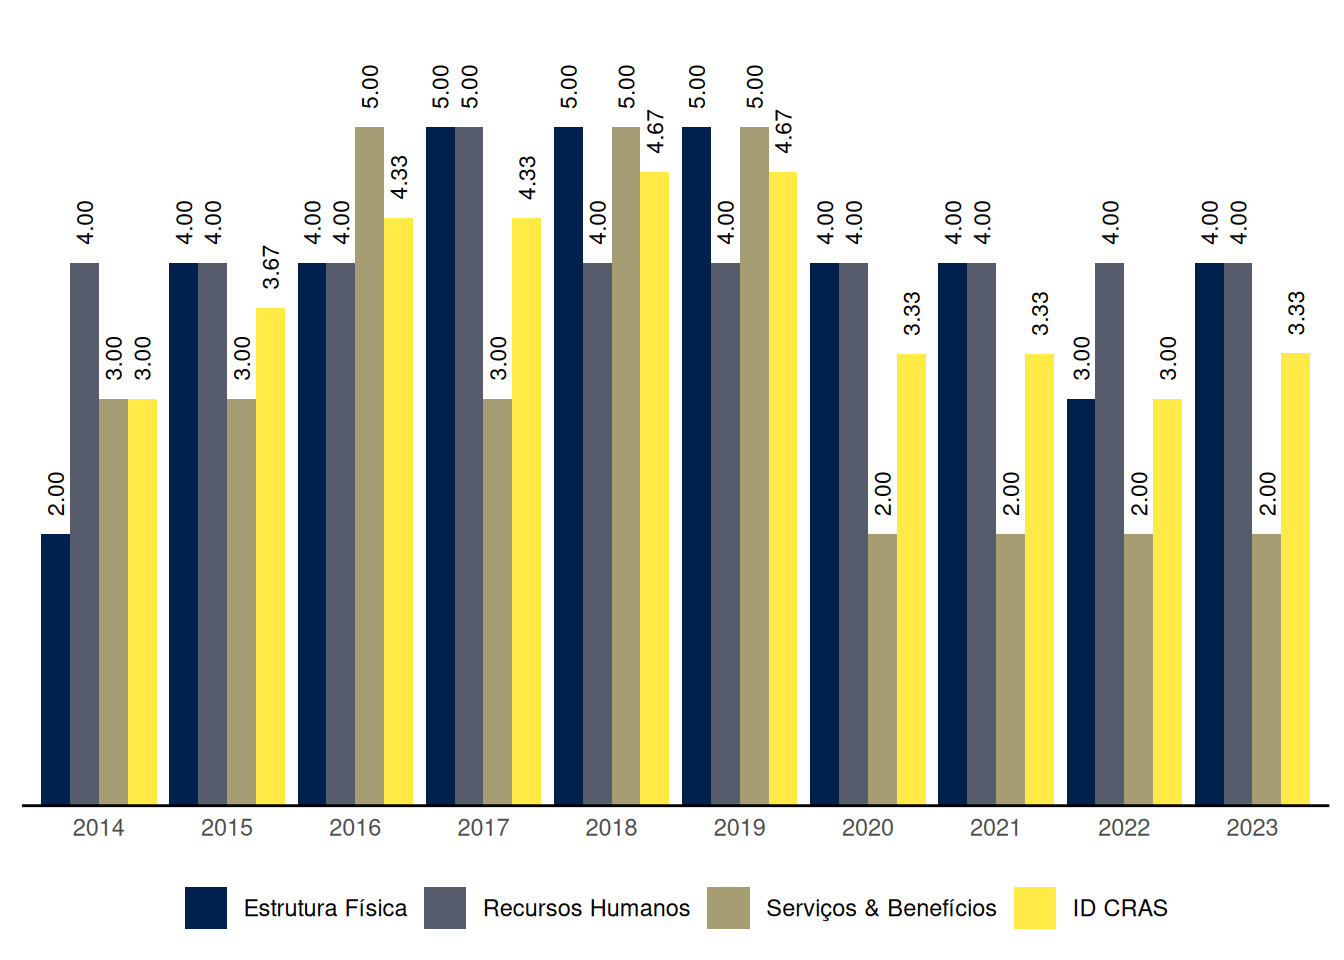 2.00 4.00 3.00 3.00
4.00 4.00 3.00 3.67
4.00 4.00 5.00 4.33
5.00 5.00 3.00 4.33
5.00 4.00 5.00 4.67
5.00 4.00 5.00 4.67
4.00 4.00 2.00 3.33
4.00 4.00 2.00 3.33
3.00 4.00 2.00 3.00
4.00 4.00 2.00 3.33
2014 2015 2016 2017 2018 2019 2020 2021 2022 2023
Estrutura Física Recursos Humanos Serviços & Benefícios ID CRAS